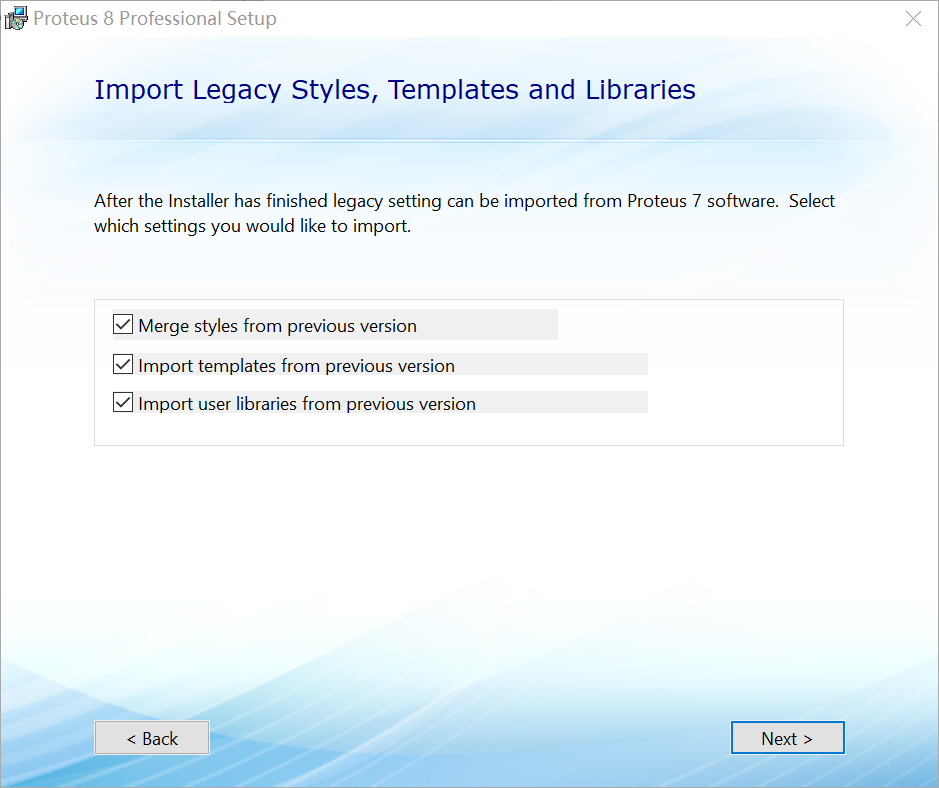 Proteus 8 Professional Setup
Import Legacy Styles, Templates and Libraries
After the Installer has finished legacy setting can be imported from Proteus 7 software.  Select
which settings you would like to import.
Merge styles from previous version
Import templates from previous version
Import user libraries from previous version
< Back
Next >